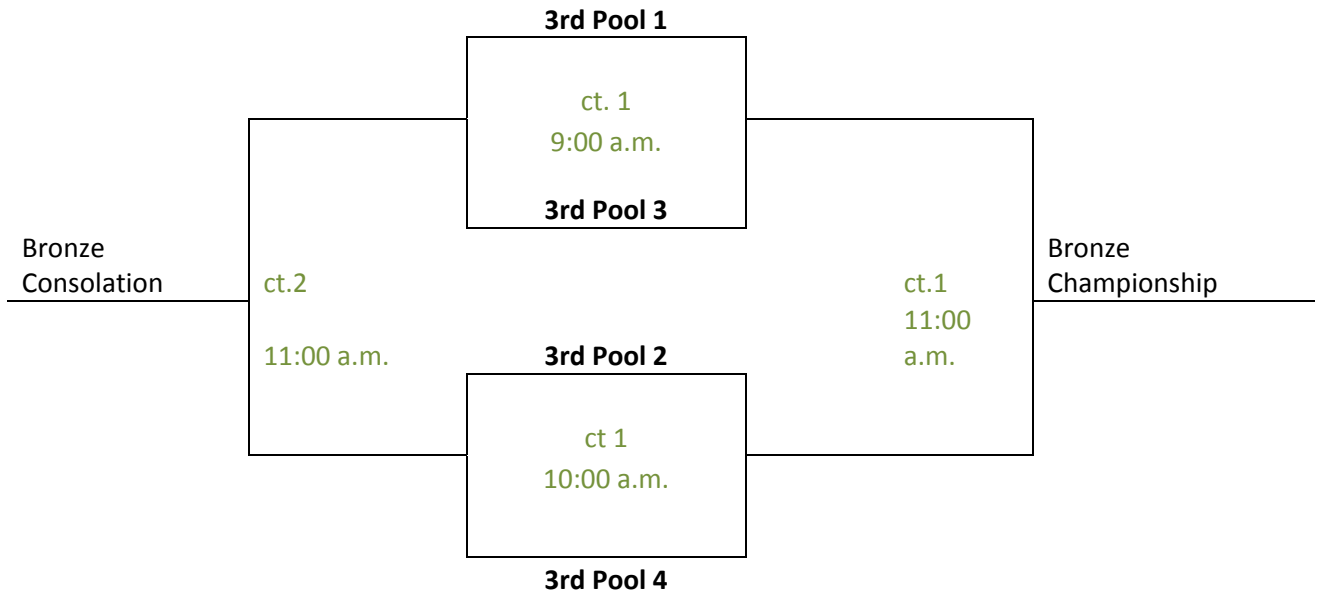 3rd Pool 1
ct. 1
9:00 a.m.
3rd Pool 3
Bronze
Consolation
ct.2
11:00 a.m.
ct.1
11:00
a.m.
Bronze
Championship
3rd Pool 2
ct 1
10:00 a.m.
3rd Pool 4